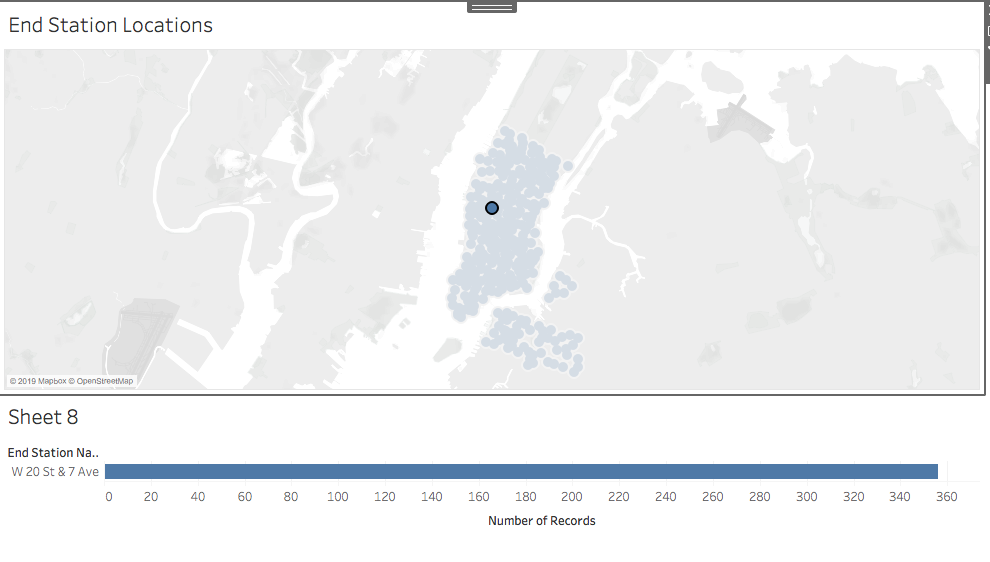 End Station Locations
© 2019 Mapbox © OpenStreetMap
Sheet 8
End Station Na..
W 20 St & 7 Ave
0 20 40 60 80 100 120 140 160 180 200 220 240 260 280 300 320 340 360
Number of Records